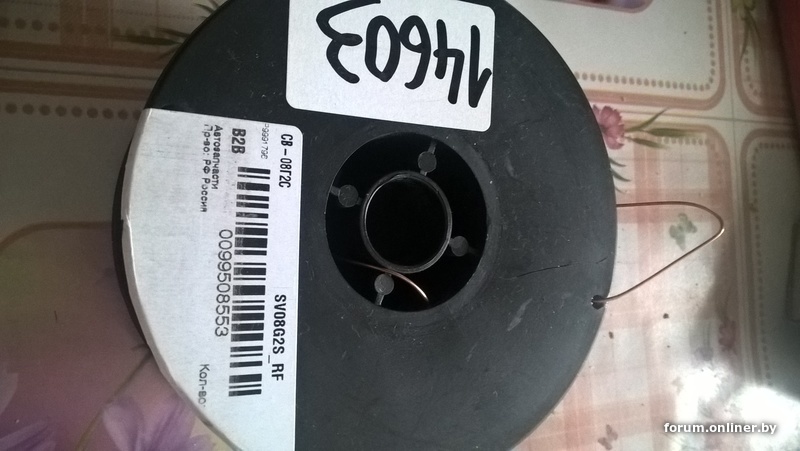 14603
СВ-08Г2С
SV08G2S_RF
B2B
0099508553
Автозапчасти
Пр-во: РФ Россия
Кол-во:
forum.onliner.by